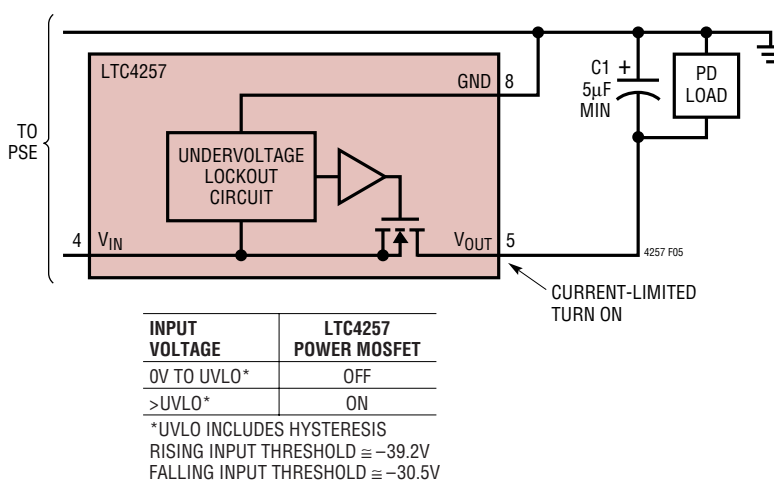 LTC4257
GND 8
C1 +
5μF
MIN
PD
LOAD
TO
PSE
UNDERVOLTAGE
LOCKOUT
CIRCUIT
4 VIN
VOUT 5
4257 F05
CURRENT-LIMITED
TURN ON
INPUT VOLTAGE | LTC4257 POWER MOSFET
0V TO UVLO* | OFF
>UVLO* | ON
*UVLO INCLUDES HYSTERESIS
RISING INPUT THRESHOLD ≅ –39.2V
FALLING INPUT THRESHOLD ≅ –30.5V